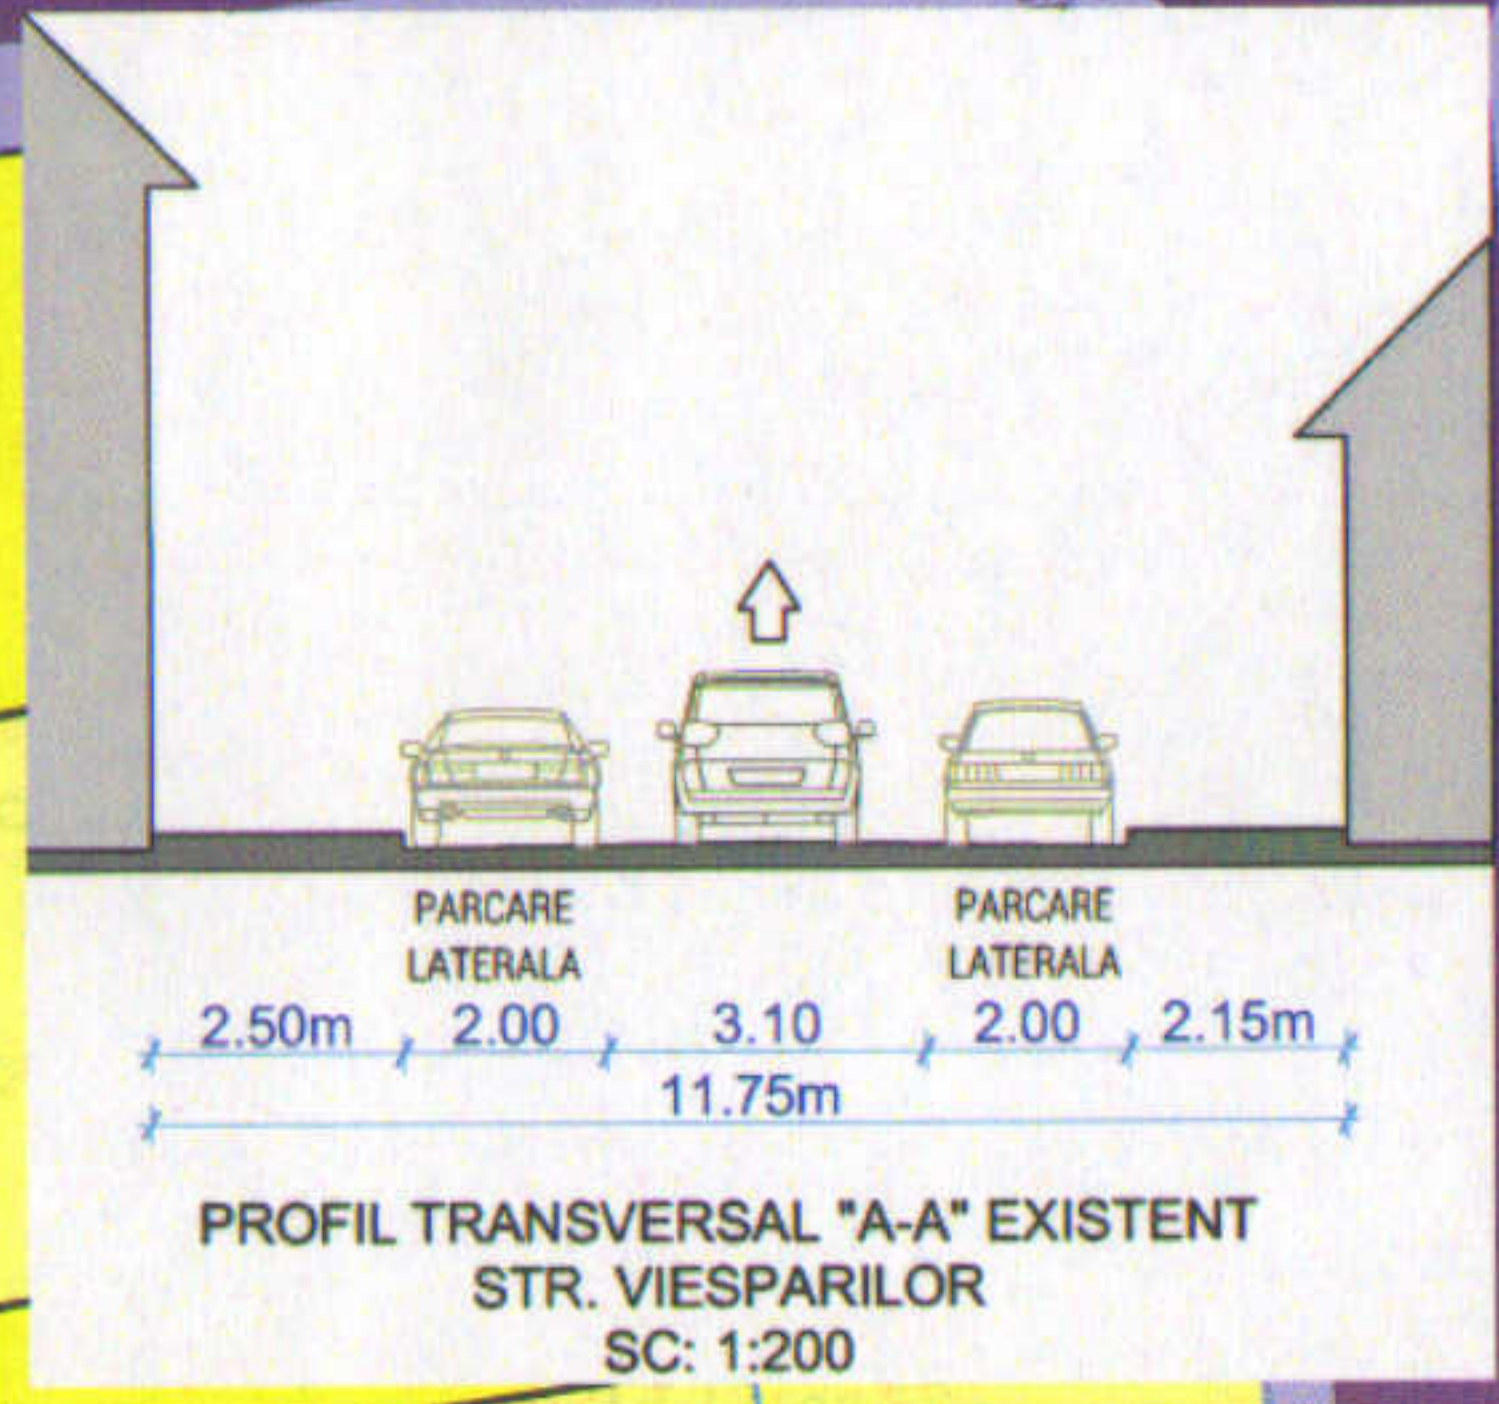 PARCARE PARCARE
LATERALA LATERALA
2.50m 2.00 3.10 2.00 2.15m
11.75m
PROFIL TRANSVERSAL "A-A" EXISTENT
STR. VIESPARILOR
SC: 1:200